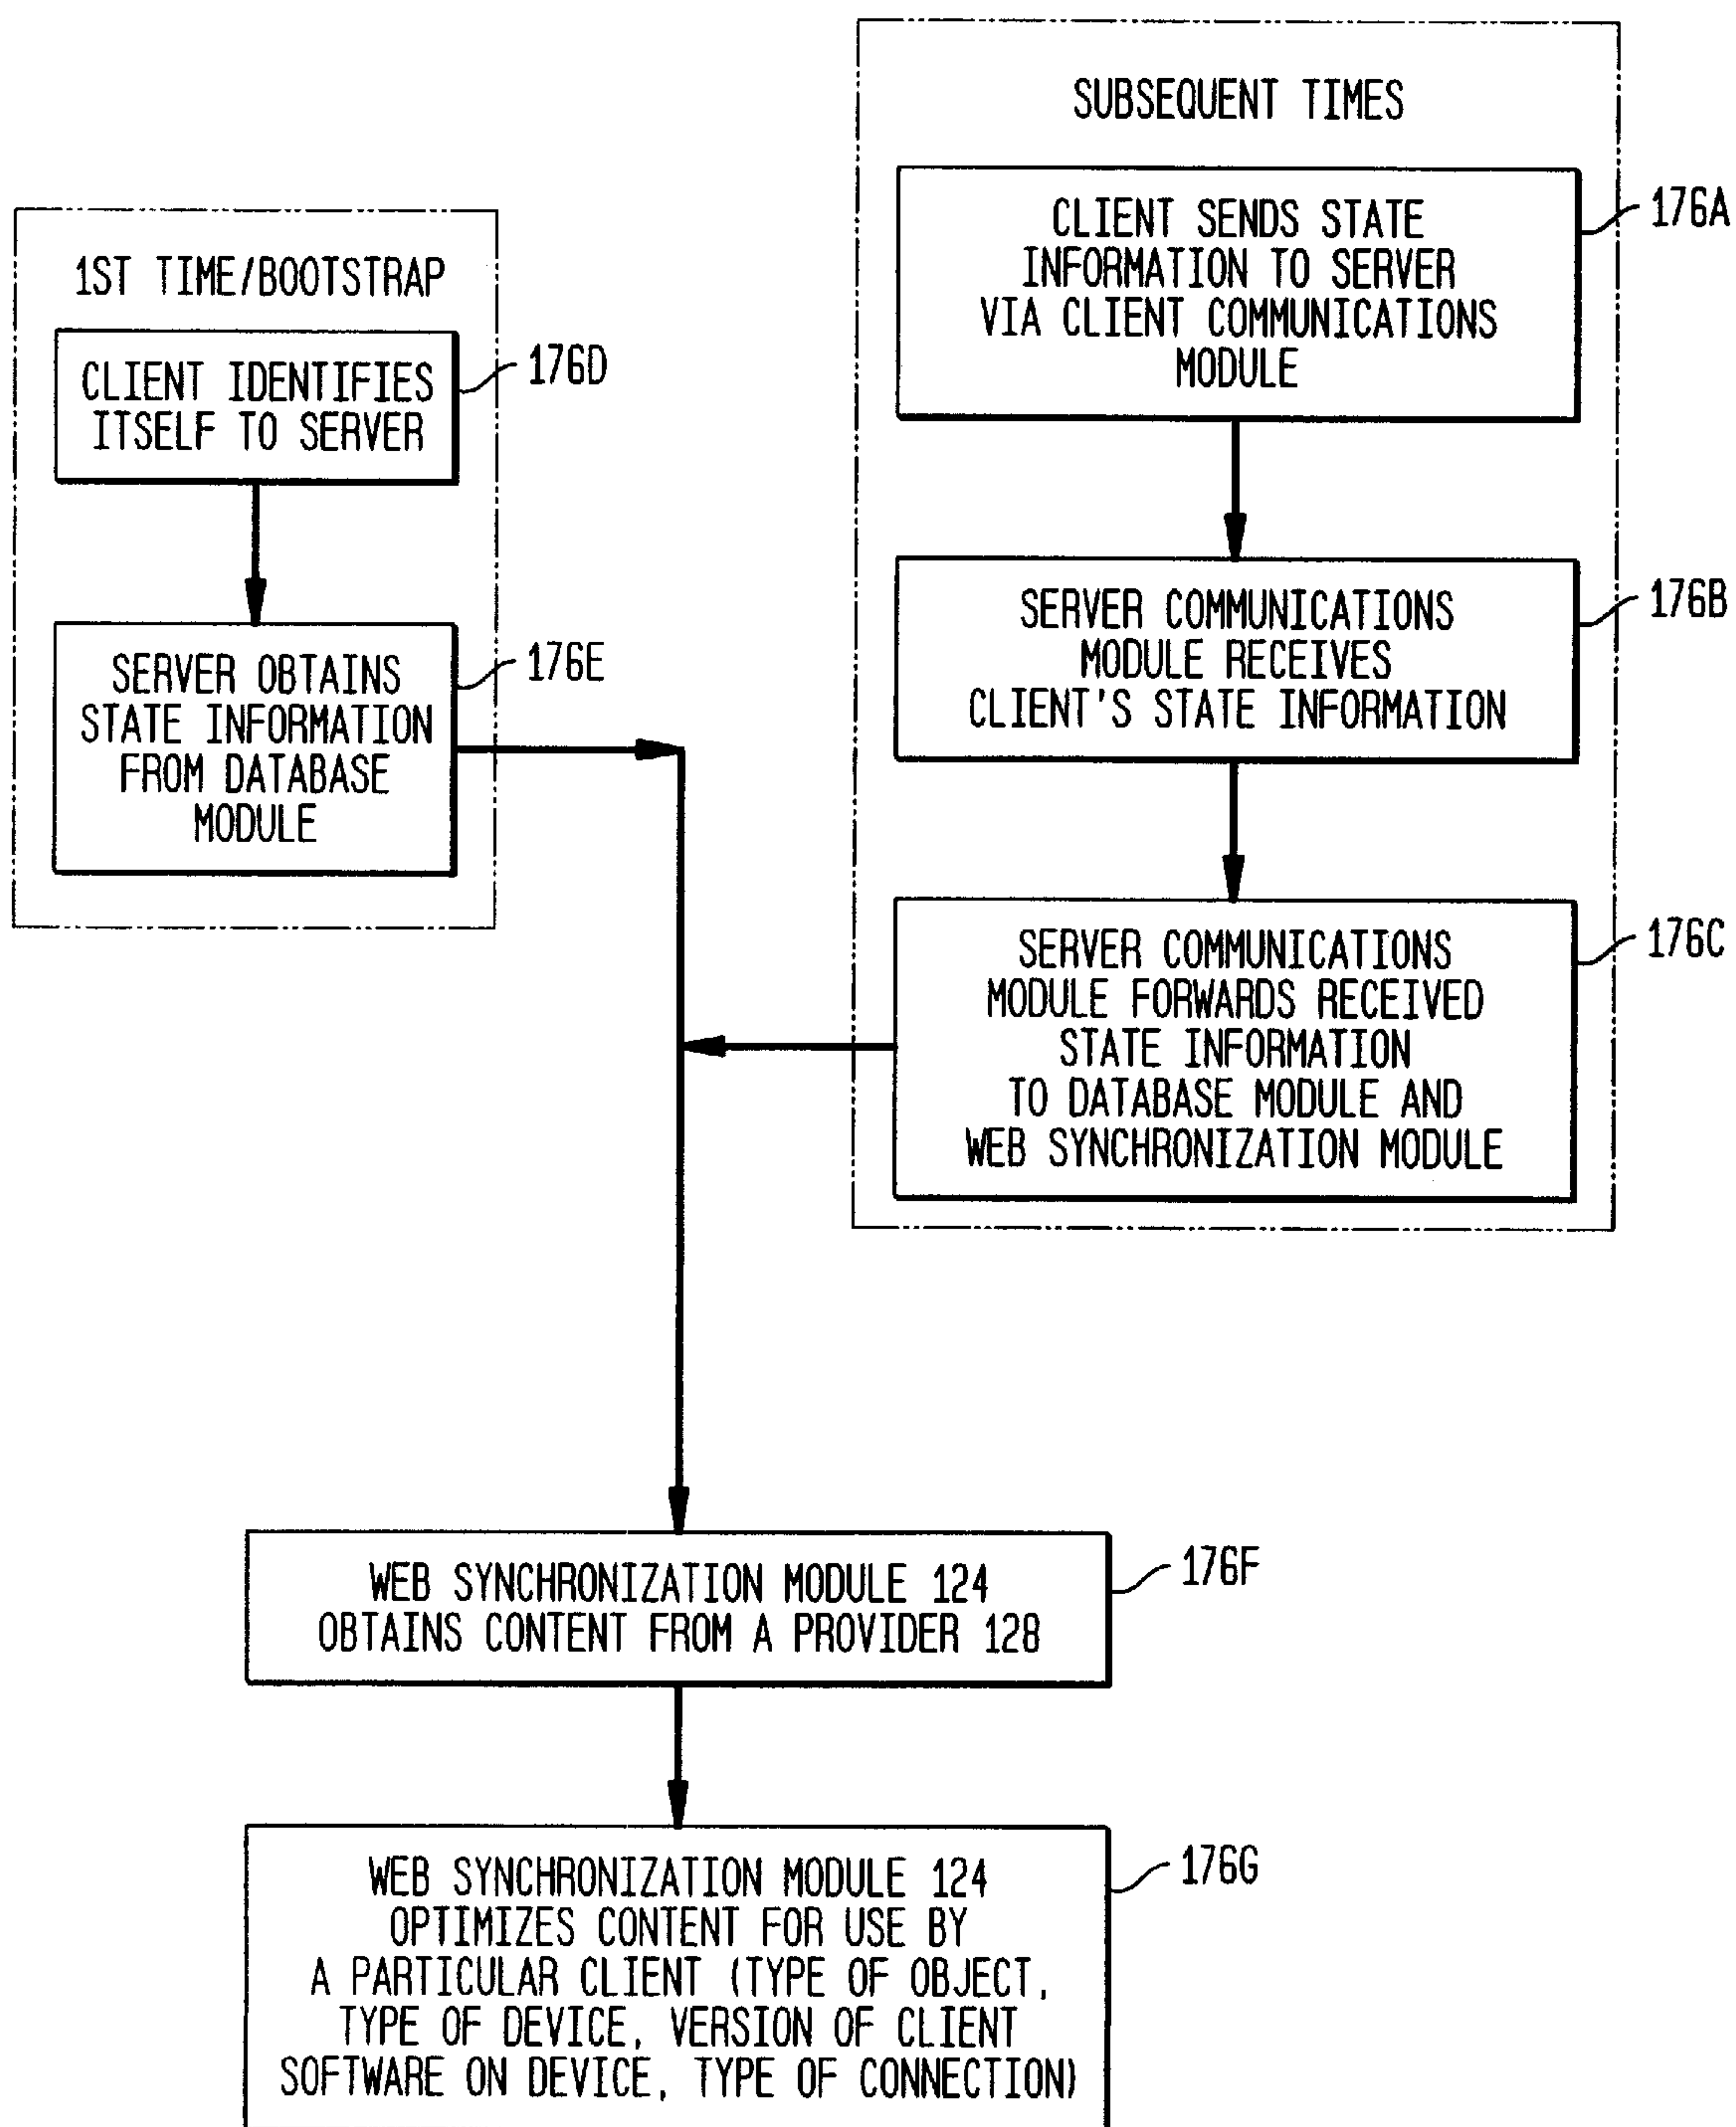 SUBSEQUENT TIMES
CLIENT SENDS STATE
INFORMATION TO SERVER
VIA CLIENT COMMUNICATIONS
MODULE
176A
1ST TIME/BOOTSTRAP
CLIENT IDENTIFIES
ITSELF TO SERVER
176D
SERVER COMMUNICATIONS
MODULE RECEIVES
CLIENT'S STATE INFORMATION
176B
SERVER OBTAINS
STATE INFORMATION
FROM DATABASE
MODULE
176E
SERVER COMMUNICATIONS
MODULE FORWARDS RECEIVED
STATE INFORMATION
TO DATABASE MODULE AND
WEB SYNCHRONIZATION MODULE
176C
WEB SYNCHRONIZATION MODULE 124
OBTAINS CONTENT FROM A PROVIDER 128
176F
WEB SYNCHRONIZATION MODULE 124
OPTIMIZES CONTENT FOR USE BY
A PARTICULAR CLIENT (TYPE OF OBJECT,
TYPE OF DEVICE, VERSION OF CLIENT
SOFTWARE ON DEVICE, TYPE OF CONNECTION)
176G